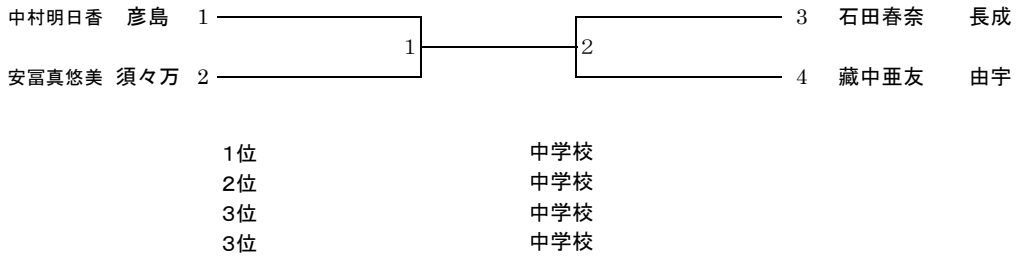 中村明日香 彦島 1 3 石田春奈 長成
1 2
安冨真悠美 須々万 2 4 藏中亜友 由宇
1位 中学校
2位 中学校
3位 中学校
3位 中学校